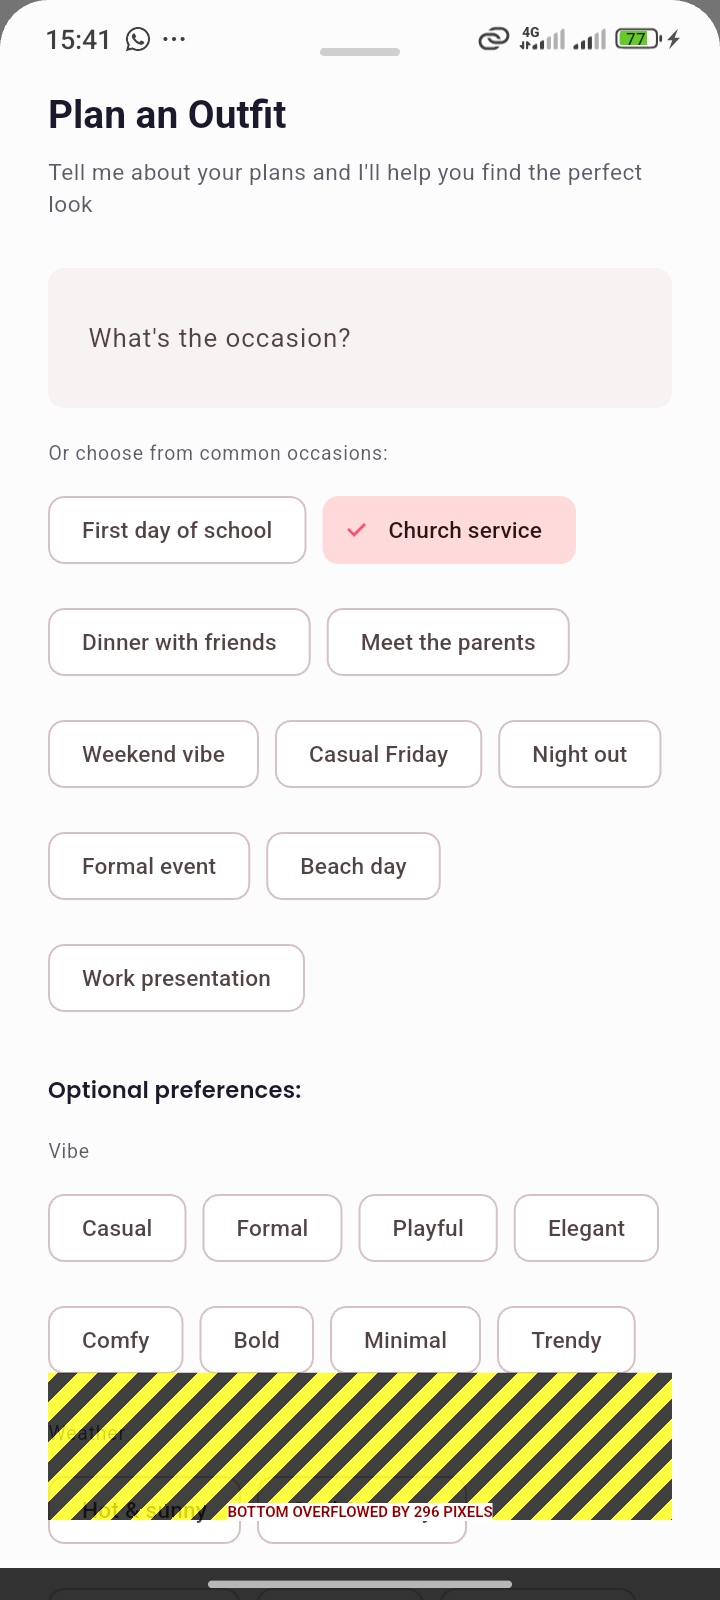 15:41
4G
77
Plan an Outfit
Tell me about your plans and I'll help you find the perfect
look
What's the occasion?
Or choose from common occasions:
First day of school
Church service
Dinner with friends
Meet the parents
Weekend vibe
Casual Friday
Night out
Formal event
Beach day
Work presentation
Optional preferences:
Vibe
Casual
Formal
Playful
Elegant
Comfy
Bold
Minimal
Trendy
Weather
Hot & sunny
BOTTOM OVERFLOWED BY 296 PIXELS